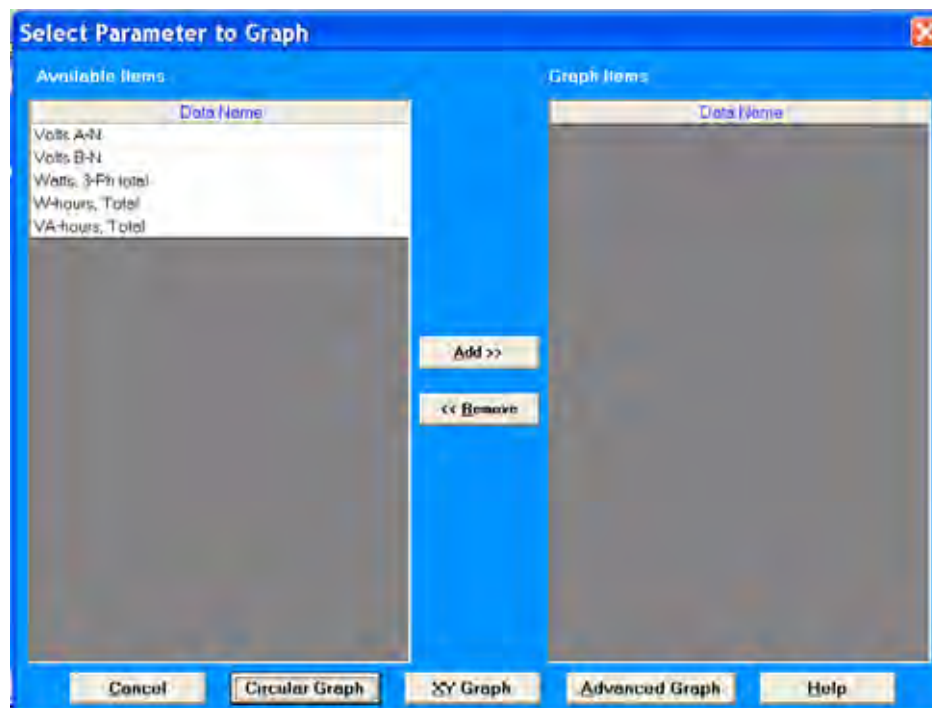 Select Parameter to Graph
Available Items
Graph Items
Data Name
Data Name
Volts A-N
Volts B-N
Watts, 3-Ph total
W-hours, Total
VA-hours, Total
Add >>
<< Remove
Cancel
Circular Graph
XY Graph
Advanced Graph
Help